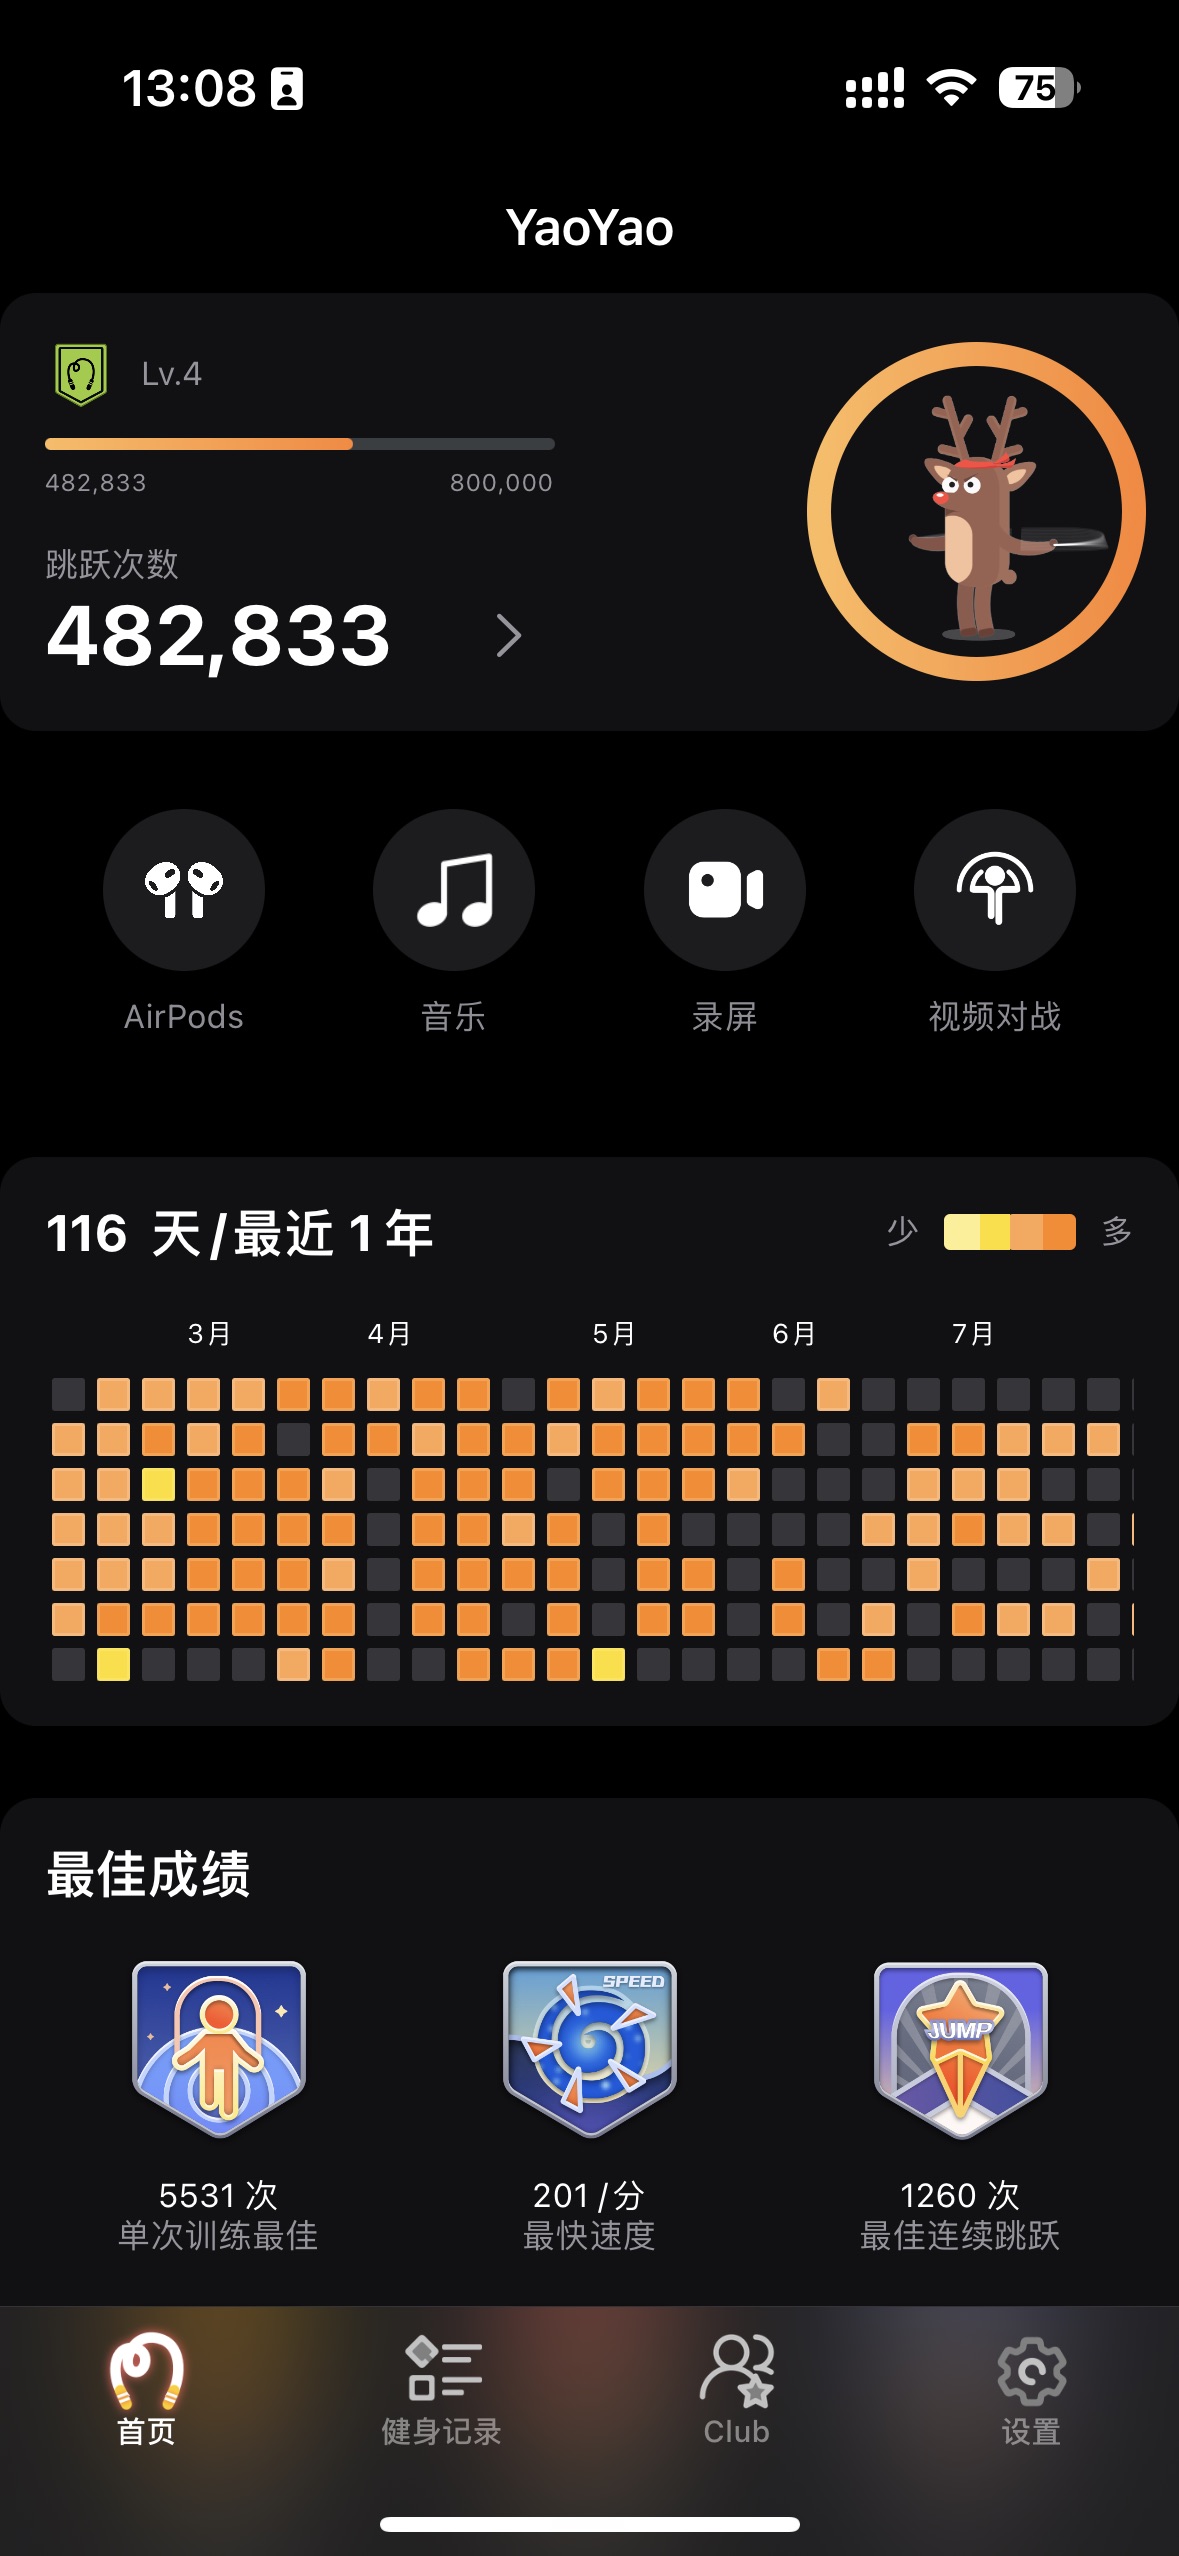 13:08
75
YaoYao
Lv.4
482,833 800,000
跳跃次数
482,833
AirPods 音乐 录屏 视频对战
116 天/最近 1 年 少 多
3月 4月 5月 6月 7月
最佳成绩
SPEED
JUMP
5531 次 201 /分 1260 次
单次训练最佳 最快速度 最佳连续跳跃
首页 健身记录 Club 设置